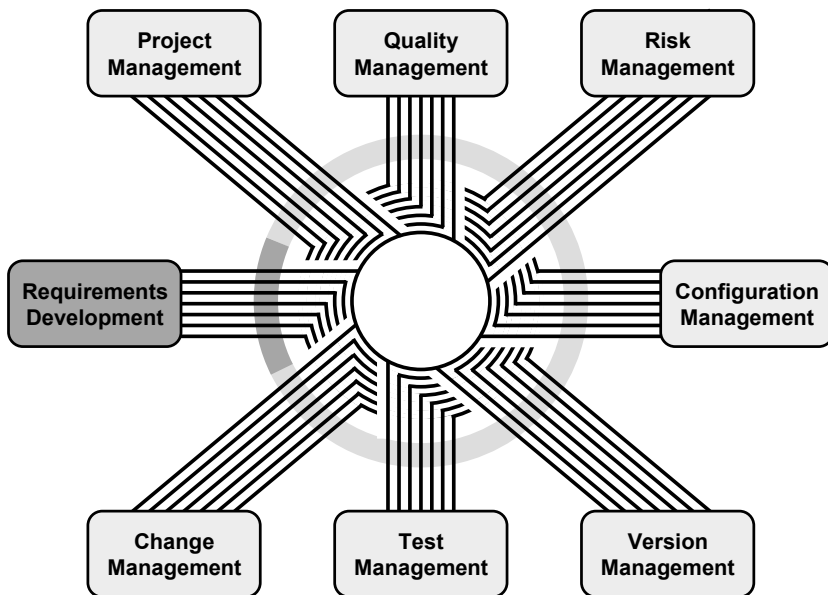 Project
Management
Quality
Management
Risk
Management
Requirements
Development
Configuration
Management
Change
Management
Test
Management
Version
Management